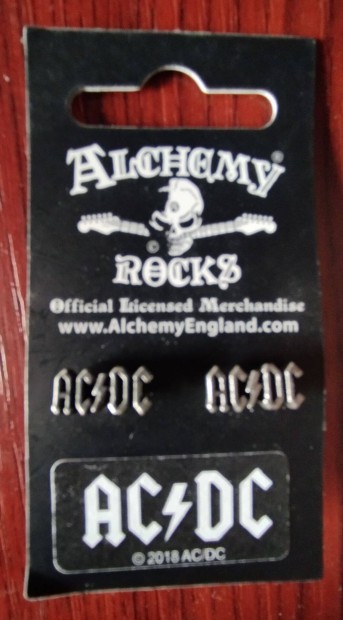 ALCHEMY®
©
ROCKS
Official Licensed Merchandise
www.AlchemyEngland.com
AC⚡DC AC⚡DC
AC⚡DC
© 2018 AC/DC